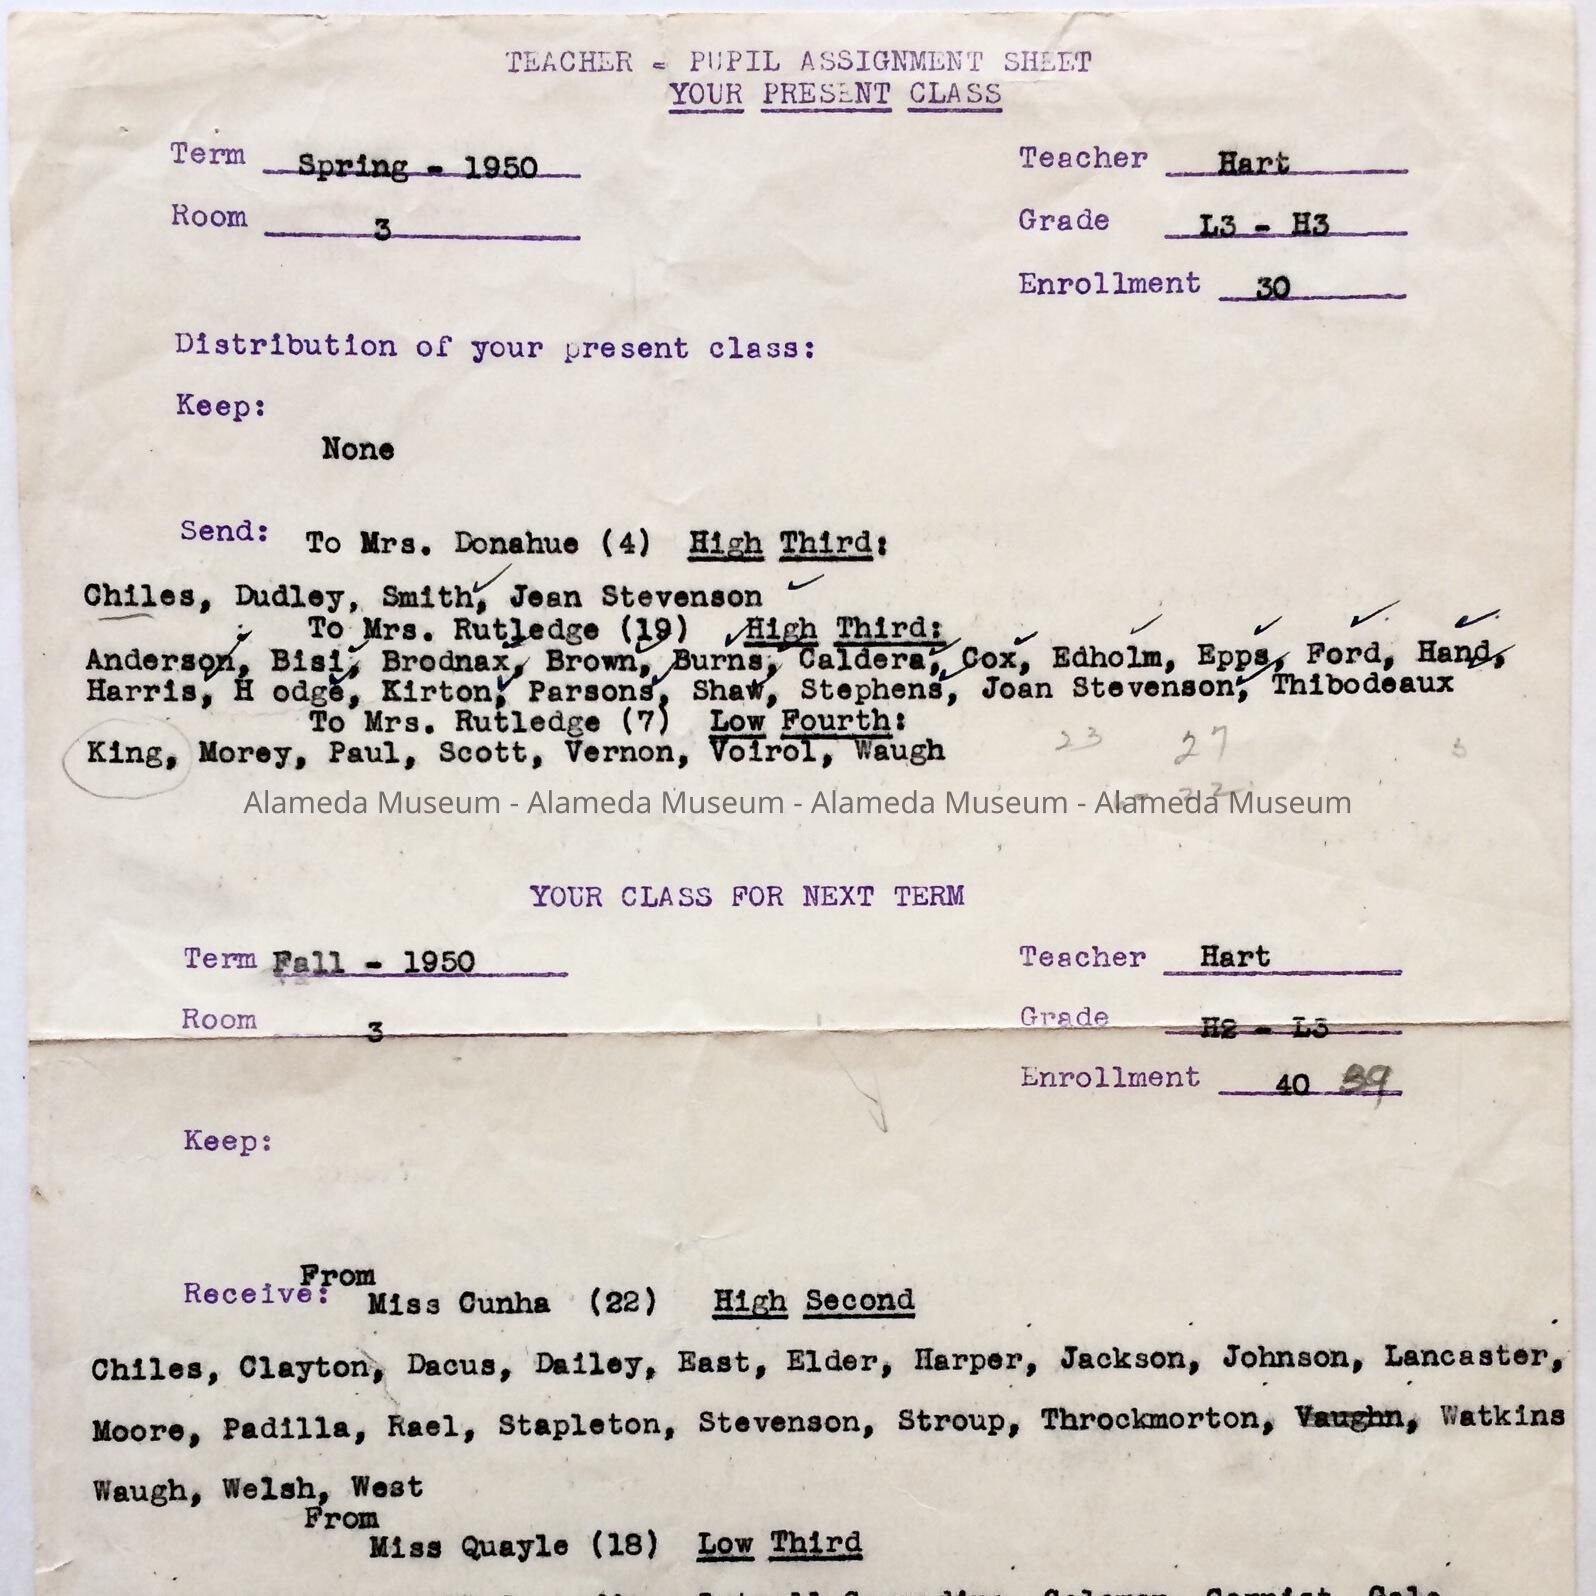 TEACHER - PUPIL ASSIGNMENT SHEET
YOUR PRESENT CLASS
Term Spring - 1950 Teacher Hart
Room 3 Grade L3 - H3
Enrollment 30
Distribution of your present class:
Keep:
None
Send: To Mrs. Donahue (4) High Third:
Chiles, Dudley, Smith, Jean Stevenson
To Mrs. Rutledge (19) High Third:
Anderson, Bisi, Brodnax, Brown, Burns, Caldera, Cox, Edholm, Epps, Ford, Hand,
Harris, H odge, Kirton, Parsons, Shaw, Stephens, Joan Stevenson, Thibodeaux
To Mrs. Rutledge (7) Low Fourth:
King, Morey, Paul, Scott, Vernon, Voirol, Waugh 23 27 3
Alameda Museum - Alameda Museum - Alameda Museum - Alameda Museum
YOUR CLASS FOR NEXT TERM
Term Fall - 1950 Teacher Hart
Room 3 Grade H2 - L3
Enrollment 40 39
Keep:
From
Receive: Miss Cunha (22) High Second
Chiles, Clayton, Dacus, Dailey, East, Elder, Harper, Jackson, Johnson, Lancaster,
Moore, Padilla, Rael, Stapleton, Stevenson, Stroup, Throckmorton, Vaughn, Watkins
Waugh, Welsh, West
From
Miss Quayle (18) Low Third